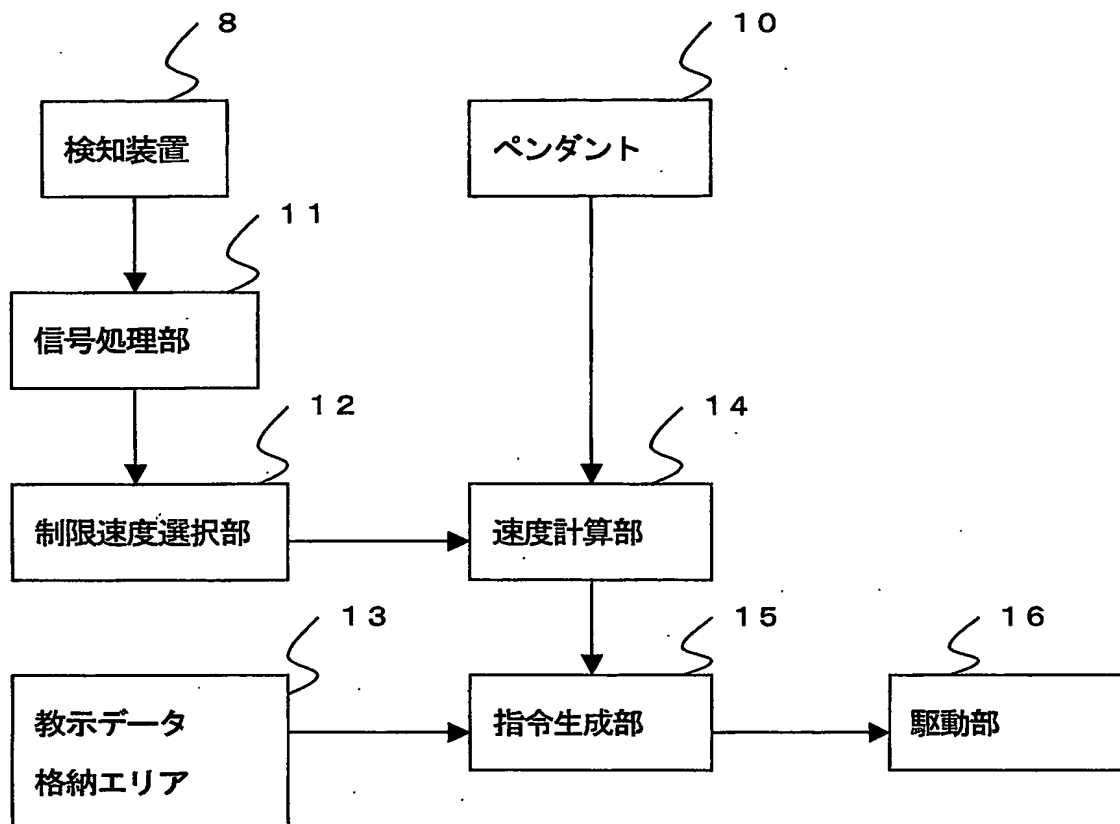 ８
１０
検知装置
ペンダント
１１
信号処理部
１２
１４
制限速度選択部
速度計算部
１３
１５
１６
教示データ
格納エリア
指令生成部
駆動部